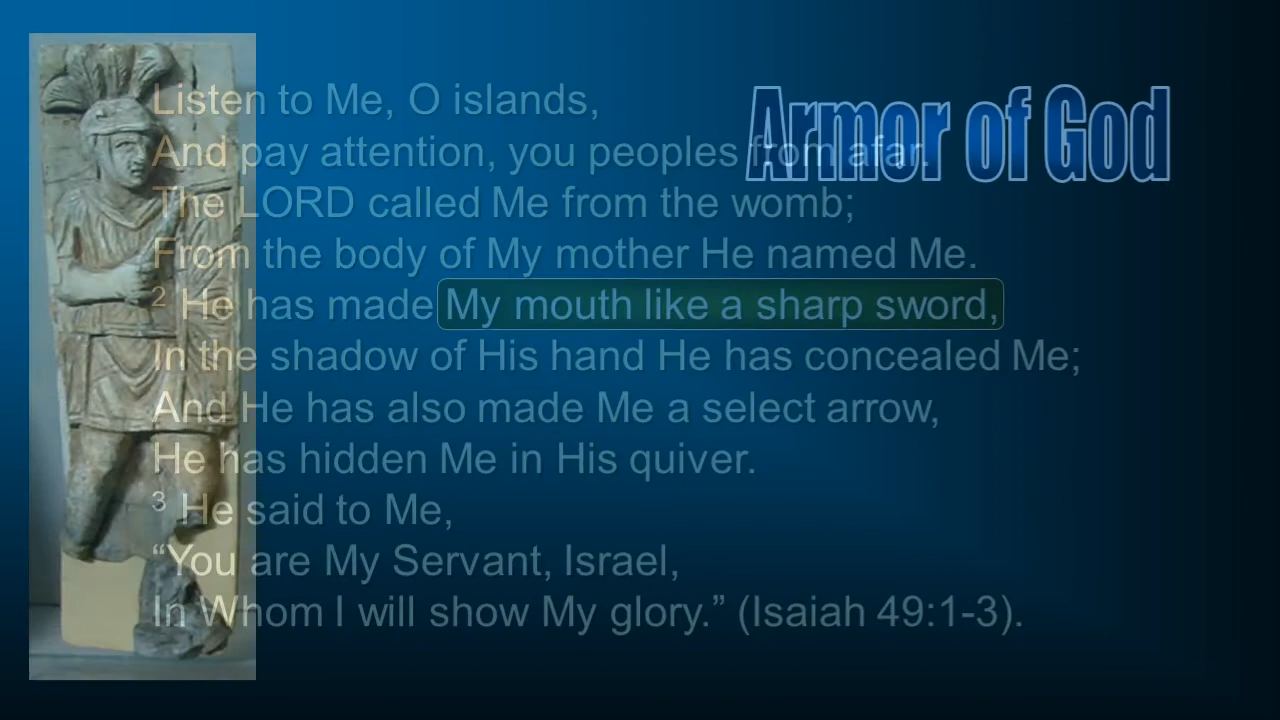 Armor of God
Listen to Me, O islands,
And pay attention, you peoples from afar.
The LORD called Me from the womb;
From the body of My mother He named Me.
2 He has made My mouth like a sharp sword,
In the shadow of His hand He has concealed Me;
And He has also made Me a select arrow,
He has hidden Me in His quiver.
3 He said to Me,
“You are My Servant, Israel,
In Whom I will show My glory.” (Isaiah 49:1-3).